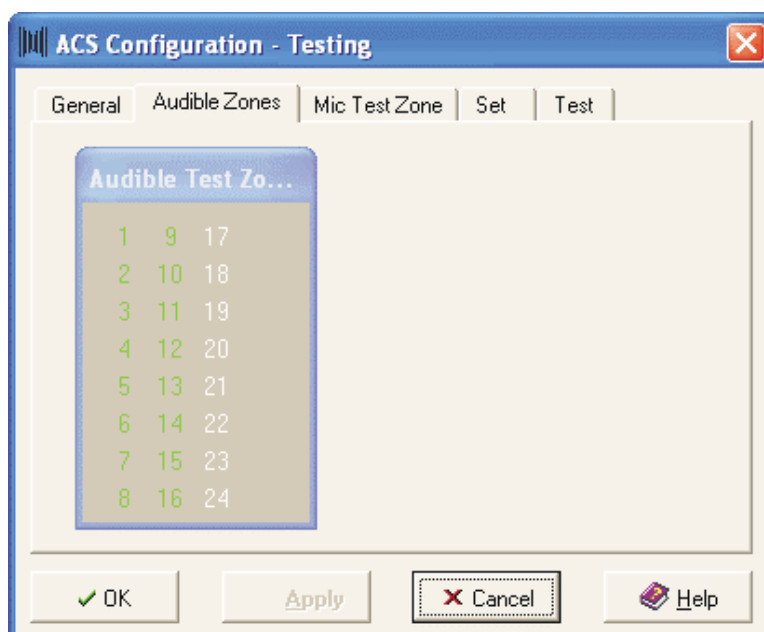 ACS Configuration - Testing
General Audible Zones Mic Test Zone Set Test
Audible Test Zo...
1 9 17
2 10 18
3 11 19
4 12 20
5 13 21
6 14 22
7 15 23
8 16 24
OK Apply Cancel Help